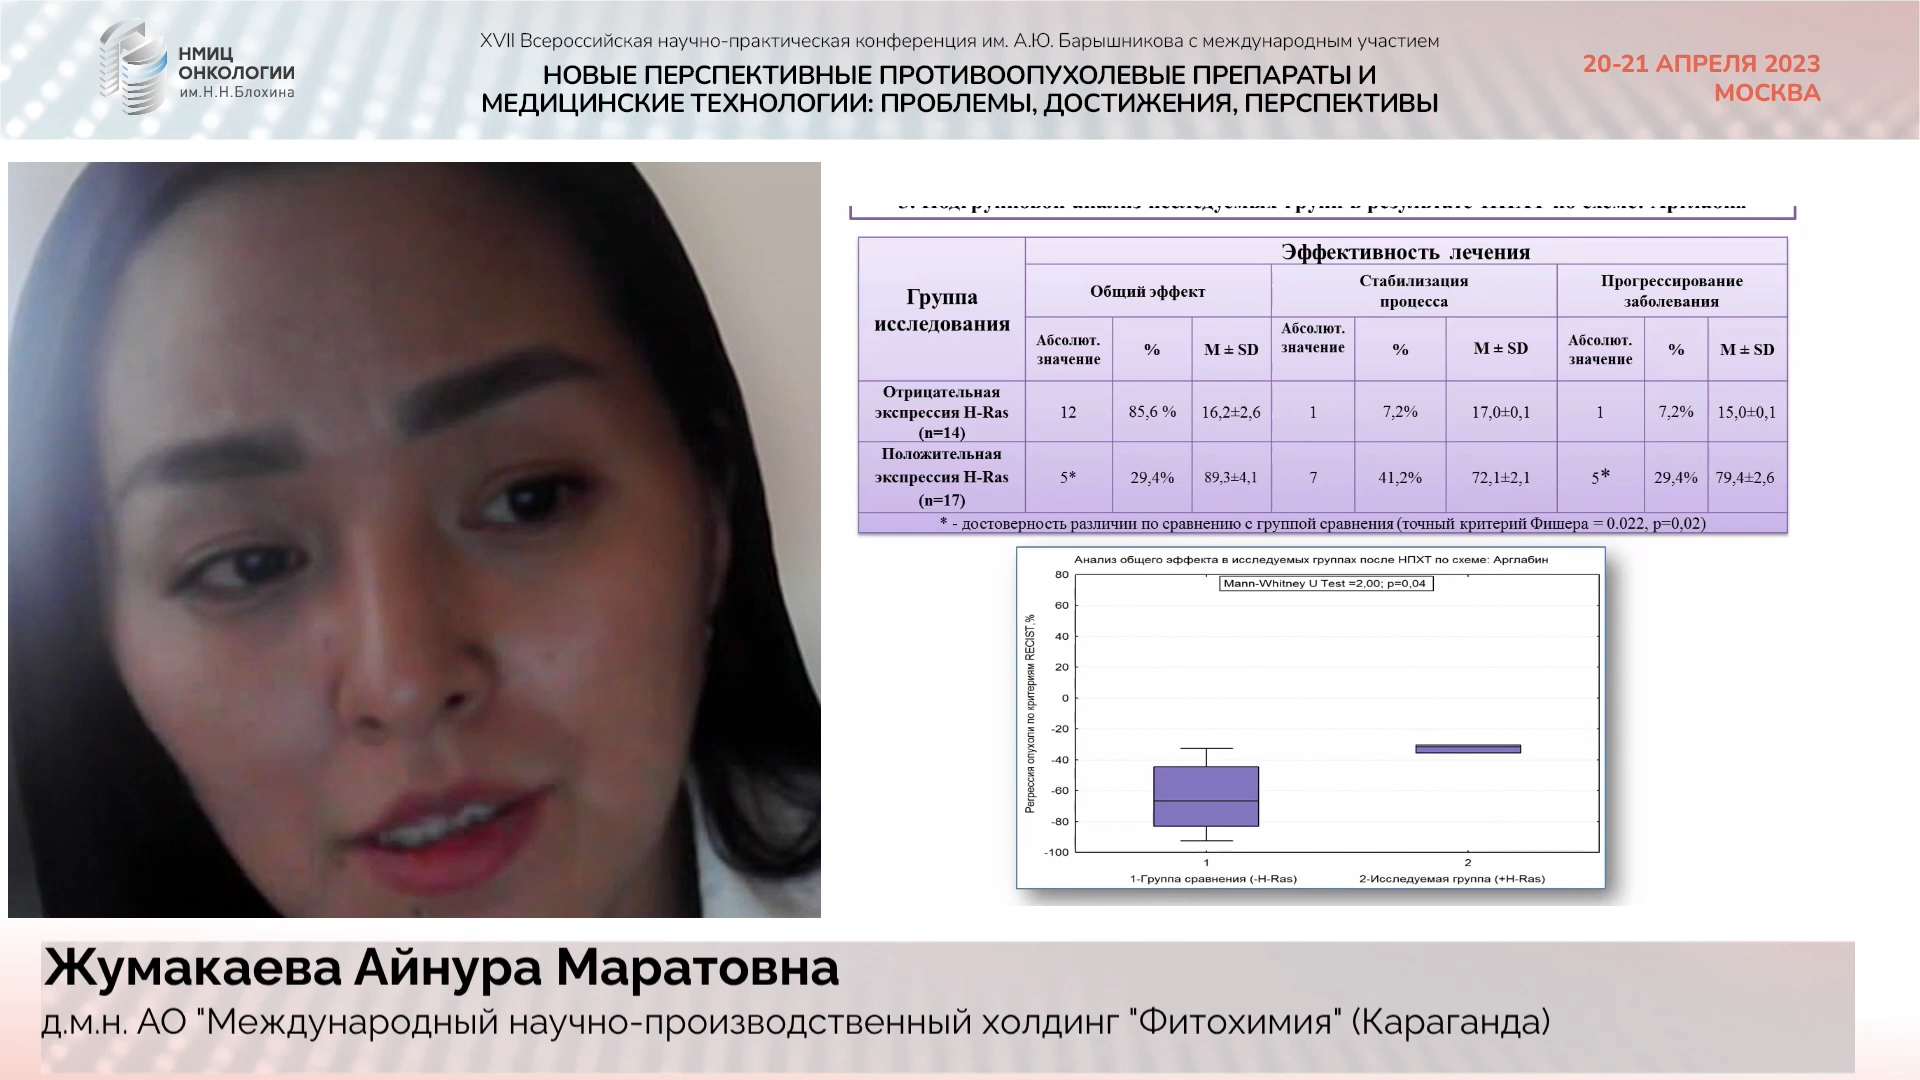 НМИЦ
ОНКОЛОГИИ
им.Н.Н.Блохина
XVII Всероссийская научно-практическая конференция им. А.Ю. Барышникова с международным участием
НОВЫЕ ПЕРСПЕКТИВНЫЕ ПРОТИВООПУХОЛЕВЫЕ ПРЕПАРАТЫ И
МЕДИЦИНСКИЕ ТЕХНОЛОГИИ: ПРОБЛЕМЫ, ДОСТИЖЕНИЯ, ПЕРСПЕКТИВЫ
20-21 АПРЕЛЯ 2023
МОСКВА
Группа
исследования
Эффективность лечения
Общий эффект
Стабилизация
процесса
Прогрессирование
заболевания
Абсолют.
значение
%
M ± SD
Абсолют.
значение
%
M ± SD
Абсолют.
значение
%
M ± SD
Отрицательная
экспрессия H-Ras
(n=14)
12
85,6 %
16,2±2,6
1
7,2%
17,0±0,1
1
7,2%
15,0±0,1
Положительная
экспрессия H-Ras
(n=17)
5*
29,4%
89,3±4,1
7
41,2%
72,1±2,1
5*
29,4%
79,4±2,6
* - достоверность различии по сравнению с группой сравнения (точный критерий Фишера = 0.022, p=0,02)
Анализ общего эффекта в исследуемых группах после НПХТ по схеме: Арглабин
Mann-Whitney U Test =2,00; p=0,04
Регрессия опухоли по критериям RECIST,%
80
60
40
20
0
-20
-40
-60
-80
-100
1
2
1-Группа сравнения (-H-Ras)
2-Исследуемая группа (+H-Ras)
Жумакаева Айнура Маратовна
д.м.н. АО "Международный научно-производственный холдинг "Фитохимия" (Караганда)